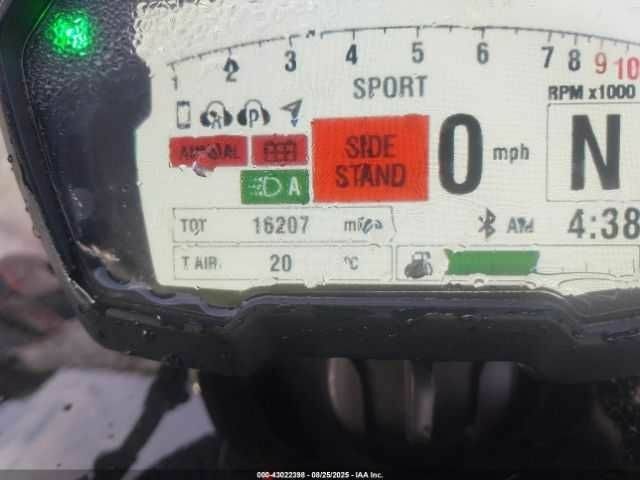 1 2 3 4 5 6 7 8 9 10
SPORT
RPM x1000
R P
SIDE
STAND
0 mph
N
A
TOT 16207 miles
AM 4:38
T AIR 20 °C
000-43022398 - 08/25/2025 - IAA Inc.